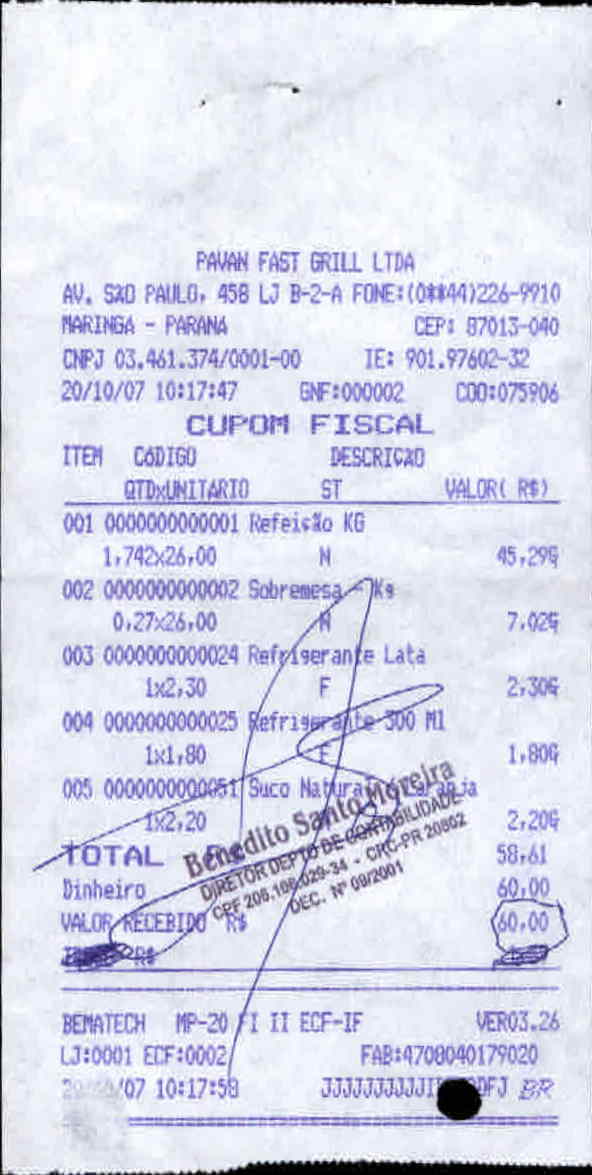 PAVAN FAST GRILL LTDA
AV. SãO PAULO, 458 LJ B-2-A FONE:(0**44)226-9910
MARINGA - PARANA CEP: 87013-040
CNPJ 03.461.374/0001-00 IE: 901.97602-32
20/10/07 10:17:47 GNF:000002 COO:075906
CUPOM FISCAL
ITEM CóDIGO DESCRIçãO
QTDxUNITARIO ST VALOR( R$)
001 0000000000001 Refeição KG
1,742x26,00 N 45,29G
002 0000000000002 Sobremesa - Kg
0,27x26,00 N 7,02G
003 0000000000024 Refrigerante Lata
1x2,30 F 2,30G
004 0000000000025 Refrigerante 300 Ml
1x1,80 F 1,80G
005 0000000000051 Suco Natural Laranja
1x2,20 2,20G
TOTAL 58,61
Dinheiro 60,00
VALOR RECEBIDO R$ 60,00
R$
Benedito Santo Moreira
DIRETOR DEPTO DE CONTABILIDADE
CPF 206.106.029-34 - CRC-PR 20802
DEC. Nº 09/2001
BEMATECH MP-20 FI II ECF-IF VER03.26
LJ:0001 ECF:0002 FAB:4708040179020
/07 10:17:58 BR